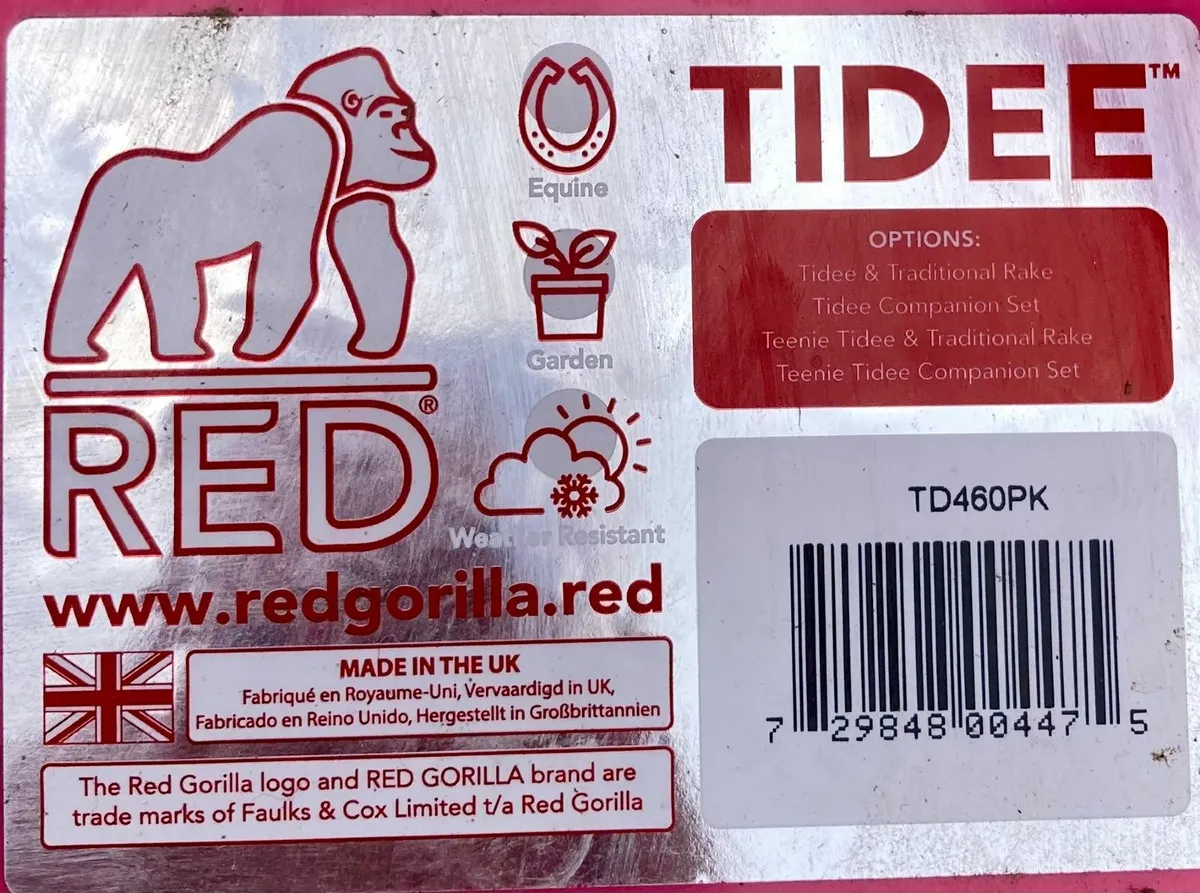 RED®
www.redgorilla.red
MADE IN THE UK
Fabriqué en Royaume-Uni, Vervaardigd in UK,
Fabricado en Reino Unido, Hergestellt in Großbrittannien
The Red Gorilla logo and RED GORILLA brand are
trade marks of Faulks & Cox Limited t/a Red Gorilla
Equine
Garden
Weather Resistant
TIDEE™
OPTIONS:
Tidee & Traditional Rake
Tidee Companion Set
Teenie Tidee & Traditional Rake
Teenie Tidee Companion Set
TD460PK
7 29848 00447 5